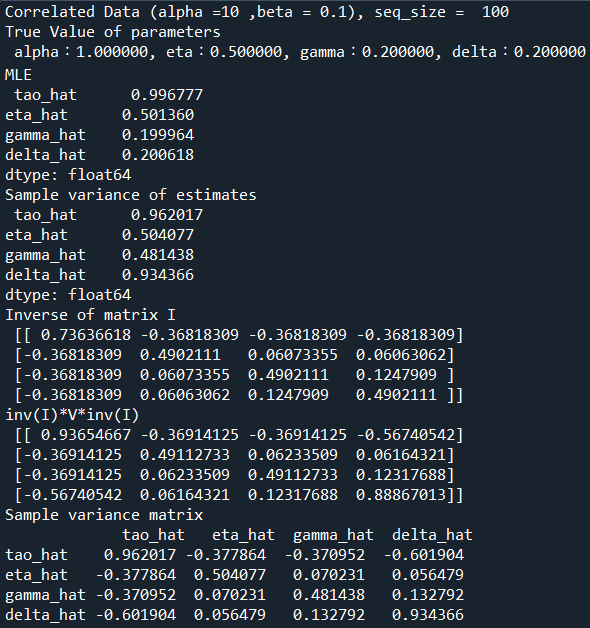 Correlated Data (alpha =10 ,beta = 0.1), seq_size =  100
True Value of parameters
 alpha：1.000000, eta：0.500000, gamma：0.200000, delta：0.200000
MLE
 tao_hat      0.996777
eta_hat      0.501360
gamma_hat    0.199964
delta_hat    0.200618
dtype: float64
Sample variance of estimates
 tao_hat      0.962017
eta_hat      0.504077
gamma_hat    0.481438
delta_hat    0.934366
dtype: float64
Inverse of matrix I
 [[ 0.73636618 -0.36818309 -0.36818309 -0.36818309]
 [-0.36818309  0.4902111   0.06073355  0.06063062]
 [-0.36818309  0.06073355  0.4902111   0.1247909 ]
 [-0.36818309  0.06063062  0.1247909   0.4902111 ]]
inv(I)*V*inv(I)
 [[ 0.93654667 -0.36914125 -0.36914125 -0.56740542]
 [-0.36914125  0.49112733  0.06233509  0.06164321]
 [-0.36914125  0.06233509  0.49112733  0.12317688]
 [-0.56740542  0.06164321  0.12317688  0.88867013]]
Sample variance matrix
            tao_hat   eta_hat  gamma_hat  delta_hat
tao_hat    0.962017 -0.377864  -0.370952  -0.601904
eta_hat   -0.377864  0.504077   0.070231   0.056479
gamma_hat -0.370952  0.070231   0.481438   0.132792
delta_hat -0.601904  0.056479   0.132792   0.934366